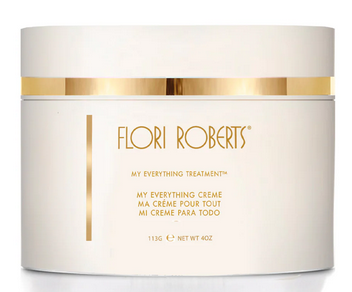 FLORI ROBERTS®
MY EVERYTHING TREATMENT™
MY EVERYTHING CREME
MA CRÉME POUR TOUT
MI CREME PARA TODO
113G ℮ NET WT 4OZ